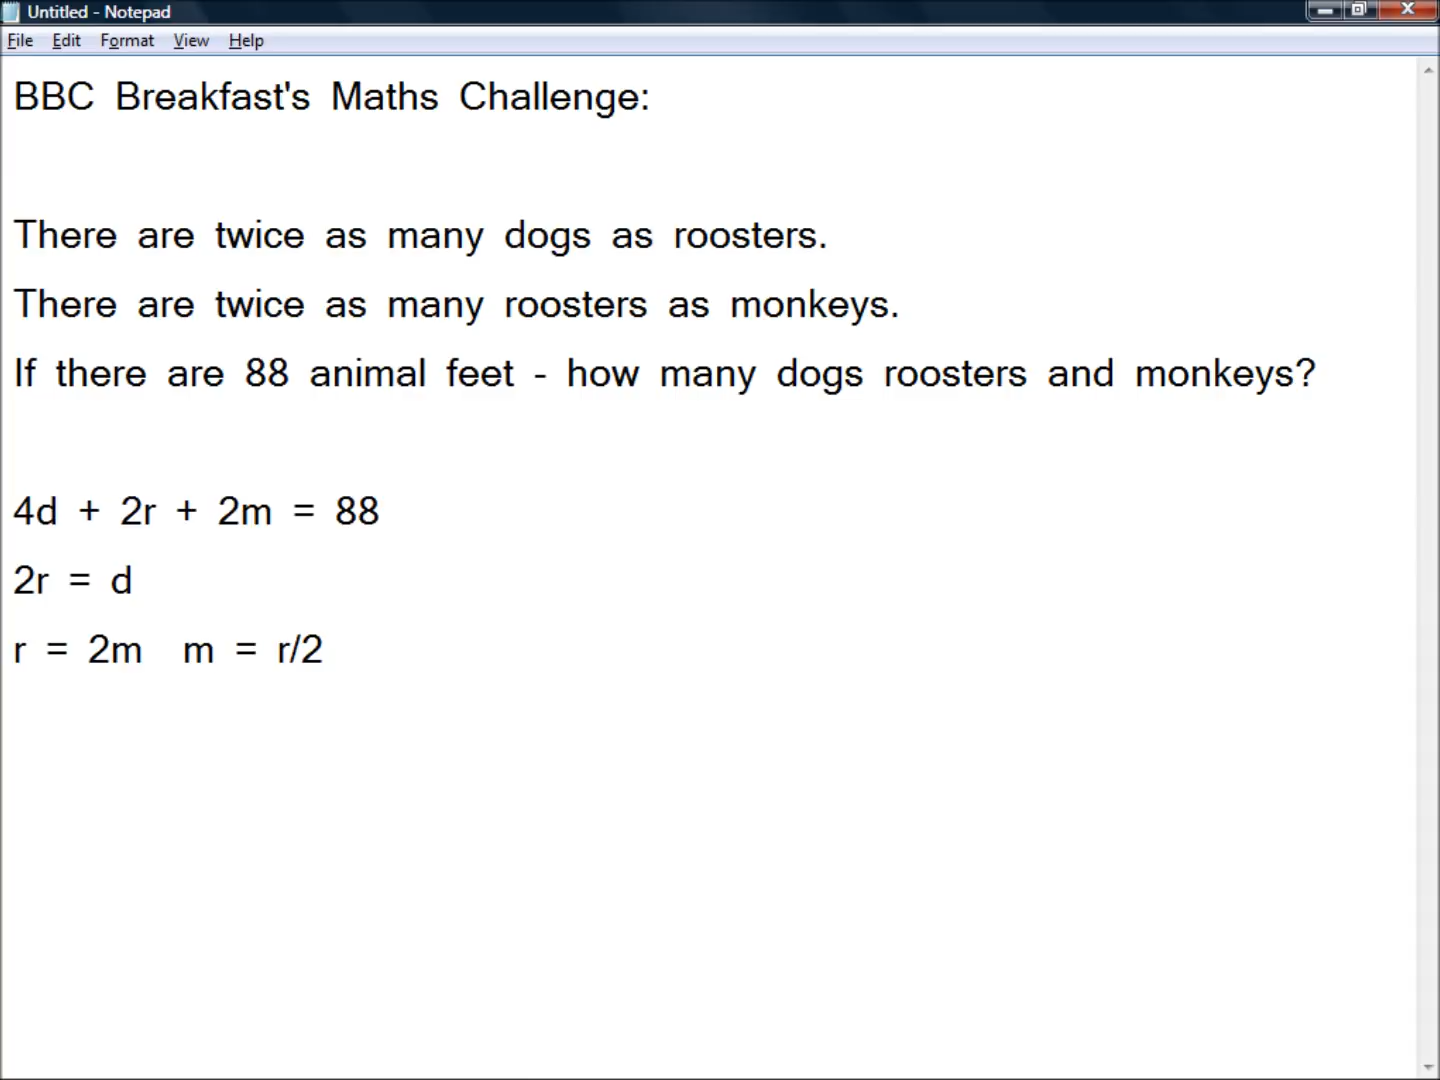 Untitled - Notepad
File Edit Format View Help
BBC Breakfast's Maths Challenge:
There are twice as many dogs as roosters.
There are twice as many roosters as monkeys.
If there are 88 animal feet - how many dogs roosters and monkeys?
4d + 2r + 2m = 88
2r = d
r = 2m m = r/2